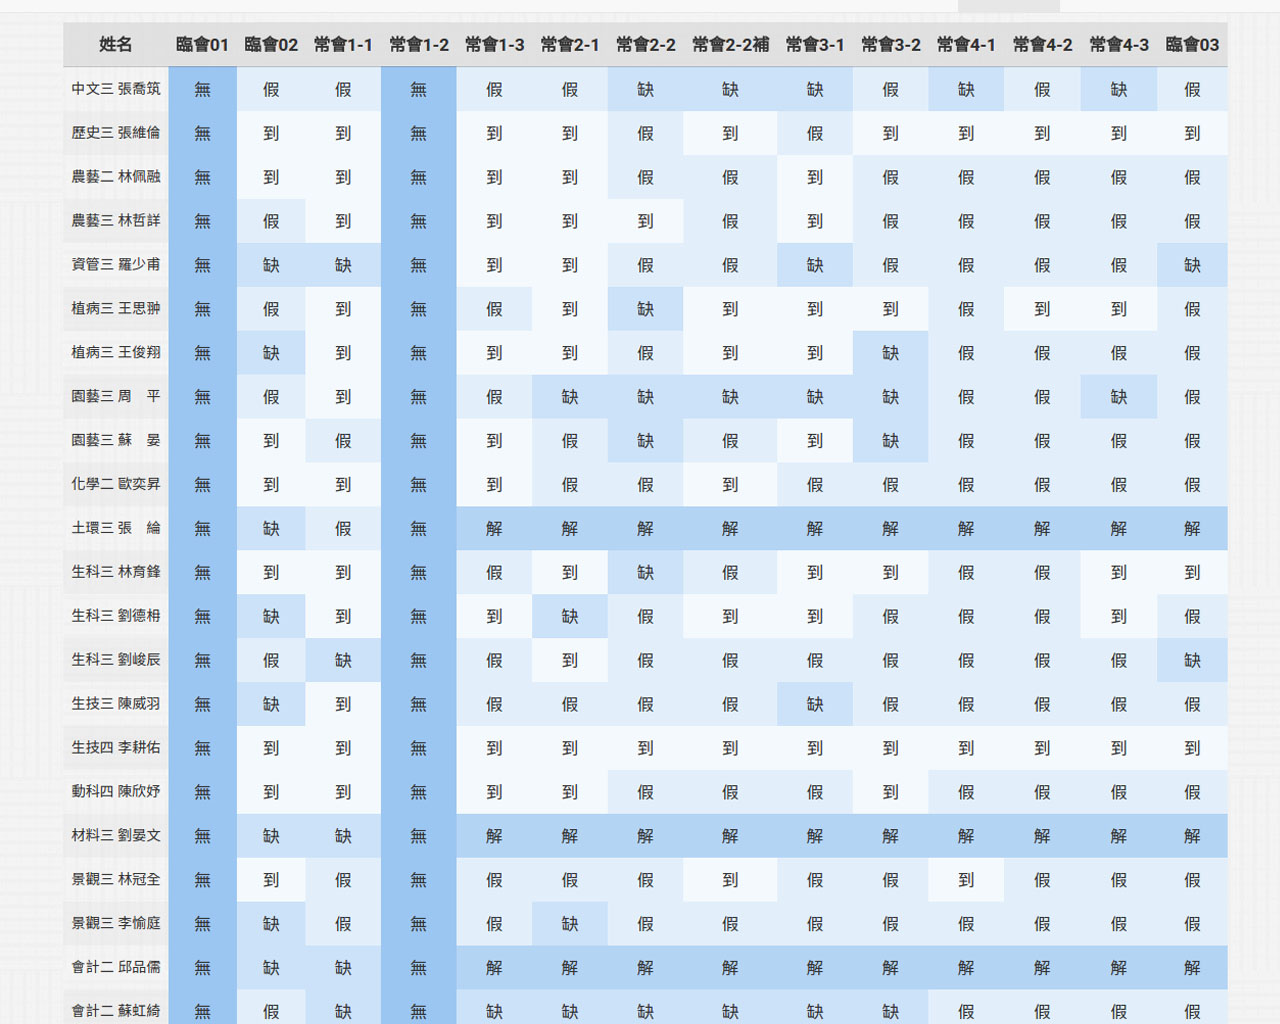 姓名 臨會01 臨會02 常會1-1 常會1-2 常會1-3 常會2-1 常會2-2 常會2-2補 常會3-1 常會3-2 常會4-1 常會4-2 常會4-3 臨會03
中文三 張喬筑 無 假 假 無 假 假 缺 缺 缺 假 缺 假 缺 假
歷史三 張維倫 無 到 到 無 到 到 假 到 假 到 到 到 到 到
農藝二 林佩融 無 到 到 無 到 到 假 假 到 假 假 假 假 假
農藝三 林哲詳 無 假 到 無 到 到 到 假 到 假 假 假 假 假
資管三 羅少甫 無 缺 缺 無 到 到 假 假 缺 假 假 假 假 缺
植病三 王思翀 無 假 到 無 假 到 缺 到 到 到 假 到 到 假
植病三 王俊翔 無 缺 到 無 到 到 假 到 到 缺 假 假 假 假
園藝三 周　平 無 假 到 無 假 缺 缺 缺 缺 缺 假 假 缺 假
園藝三 蘇　晏 無 到 假 無 到 假 缺 假 到 缺 假 假 假 假
化學二 歐奕昇 無 到 到 無 到 假 假 到 假 假 假 假 假 假
土環三 張　綸 無 缺 假 無 解 解 解 解 解 解 解 解 解 解
生科三 林育鋒 無 到 到 無 假 到 缺 假 到 到 假 假 到 到
生科三 劉德枏 無 缺 到 無 到 缺 假 到 到 假 假 假 到 假
生科三 劉峻辰 無 假 缺 無 假 到 假 假 假 假 假 假 假 缺
生技三 陳威羽 無 缺 到 無 假 假 假 假 缺 假 假 假 假 假
生技四 李耕佑 無 到 到 無 到 到 到 到 到 到 到 到 到 到
動科四 陳欣妤 無 到 到 無 到 到 假 假 假 到 假 假 假 假
材料三 劉晏文 無 缺 缺 無 解 解 解 解 解 解 解 解 解 解
景觀三 林冠全 無 到 假 無 假 假 假 到 假 假 到 假 假 假
景觀三 李愉庭 無 缺 假 無 假 缺 假 假 假 假 假 假 假 假
會計二 邱品儒 無 缺 缺 無 解 解 解 解 解 解 解 解 解 解
會計二 蘇虹綺 無 假 缺 無 缺 缺 缺 缺 缺 缺 假 假 假 假